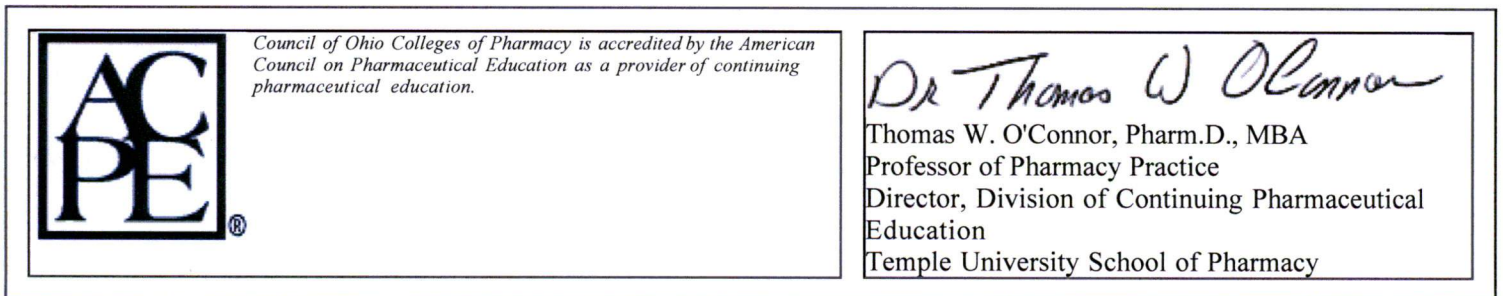 ACPE®
Council of Ohio Colleges of Pharmacy is accredited by the American
Council on Pharmaceutical Education as a provider of continuing
pharmaceutical education.
Dr Thomas W O'Connor
Thomas W. O'Connor, Pharm.D., MBA
Professor of Pharmacy Practice
Director, Division of Continuing Pharmaceutical
Education
Temple University School of Pharmacy